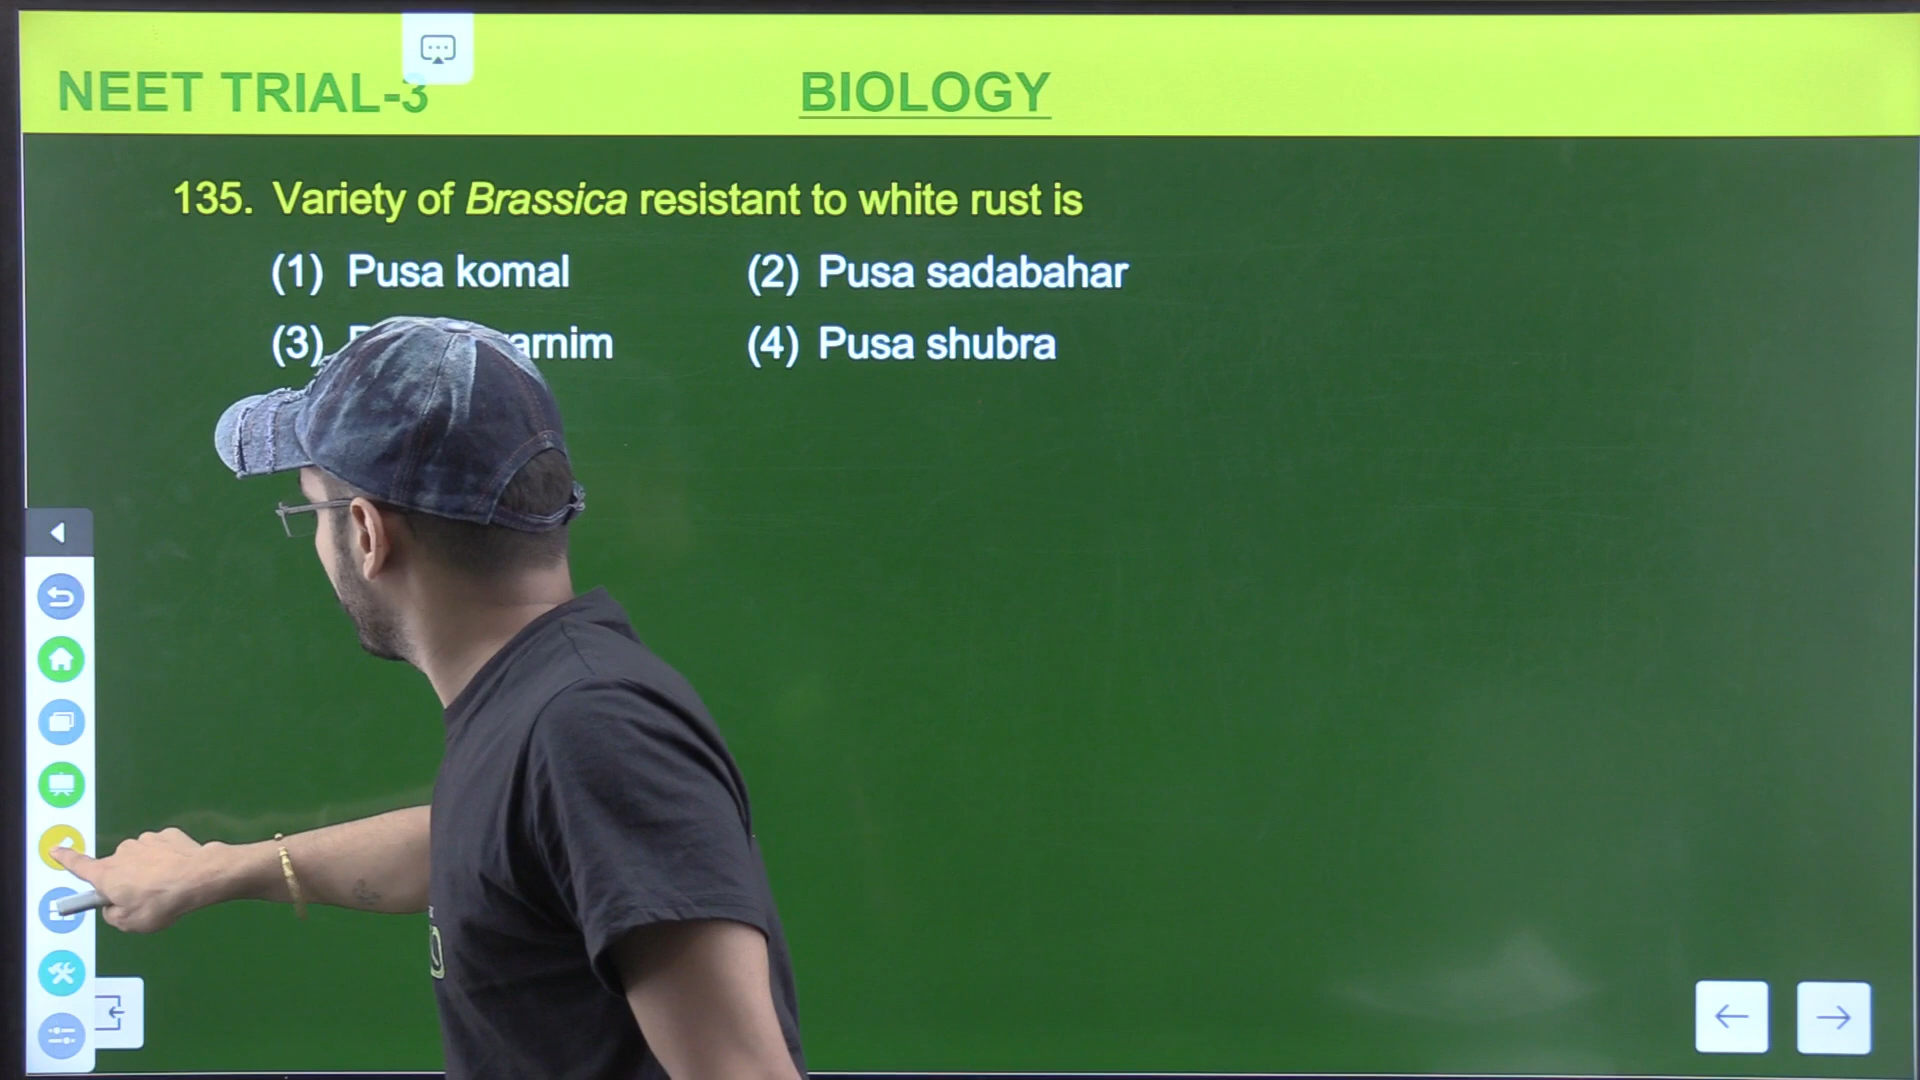 NEET TRIAL-3
BIOLOGY
135. Variety of Brassica resistant to white rust is
(1) Pusa komal (2) Pusa sadabahar
(3) (4) Pusa shubra